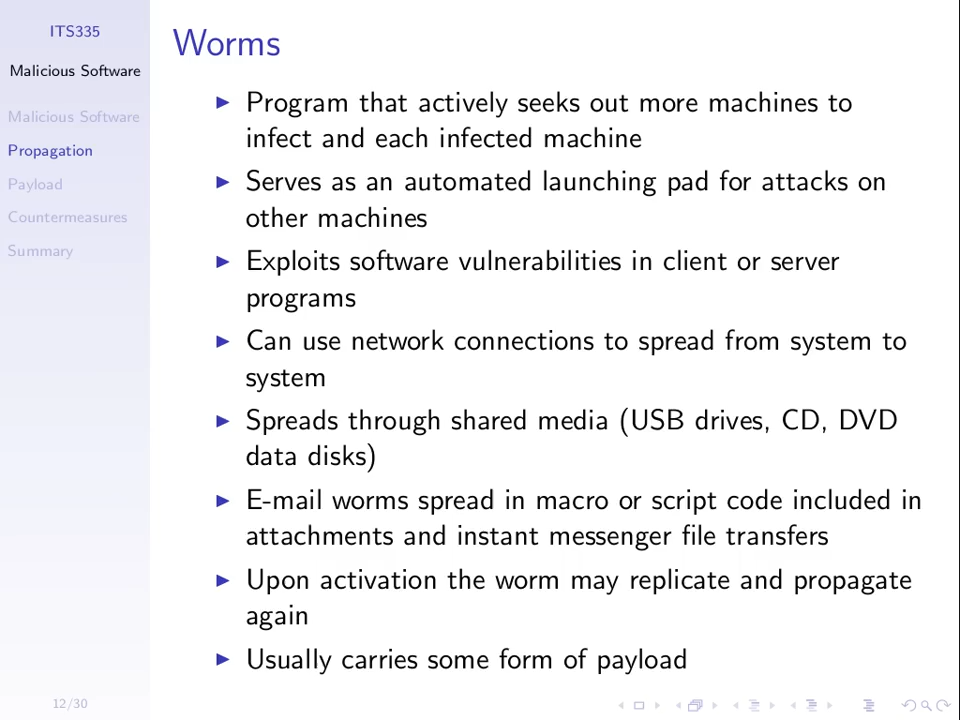 ITS335
Malicious Software
Malicious Software
Propagation
Payload
Countermeasures
Summary
12/30
Worms
Program that actively seeks out more machines to
infect and each infected machine
Serves as an automated launching pad for attacks on
other machines
Exploits software vulnerabilities in client or server
programs
Can use network connections to spread from system to
system
Spreads through shared media (USB drives, CD, DVD
data disks)
E-mail worms spread in macro or script code included in
attachments and instant messenger file transfers
Upon activation the worm may replicate and propagate
again
Usually carries some form of payload